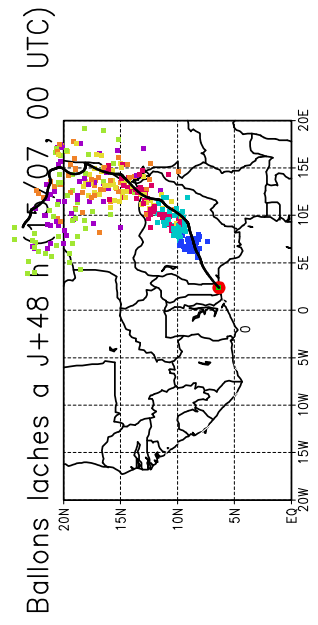 Ballons laches a J+48 h 00 UTC)
20N
15N
10N
5N
EQ
0
20W 15W 10W 5W 0 5E 10E 15E 20E